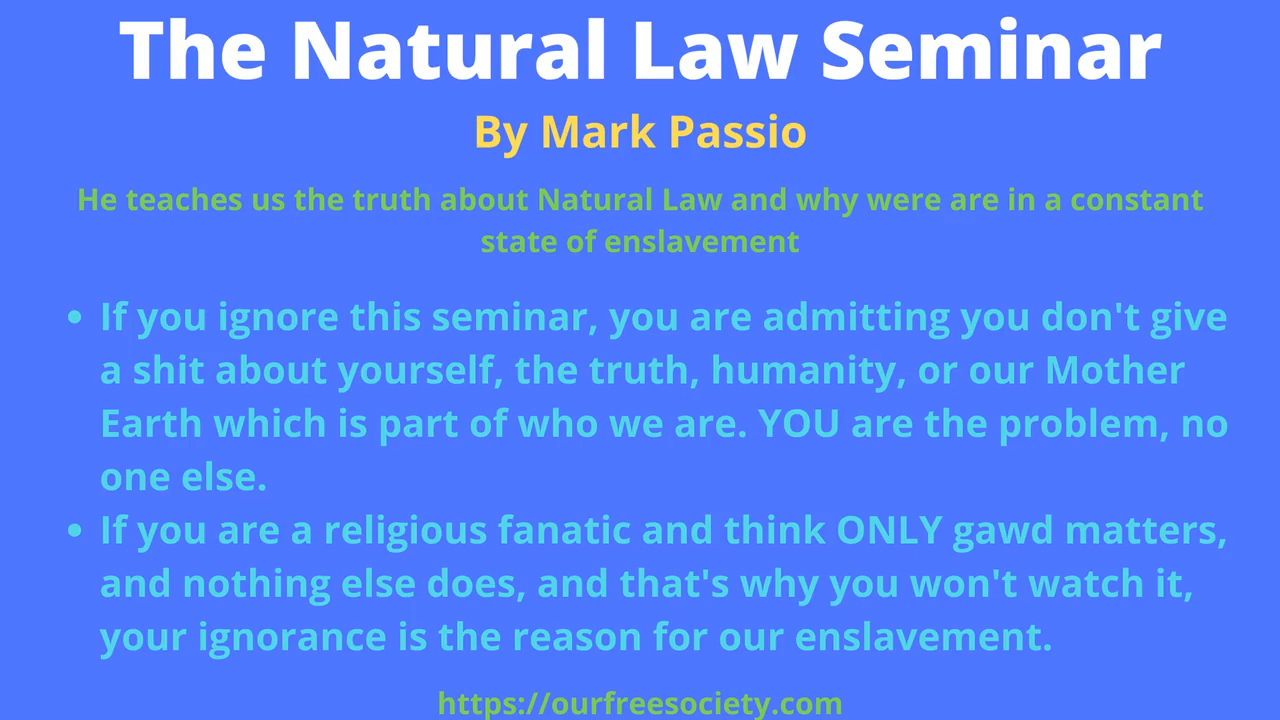 The Natural Law Seminar
By Mark Passio
He teaches us the truth about Natural Law and why were are in a constant
state of enslavement
• If you ignore this seminar, you are admitting you don't give
a shit about yourself, the truth, humanity, or our Mother
Earth which is part of who we are. YOU are the problem, no
one else.
• If you are a religious fanatic and think ONLY gawd matters,
and nothing else does, and that's why you won't watch it,
your ignorance is the reason for our enslavement.
https://ourfreesociety.com